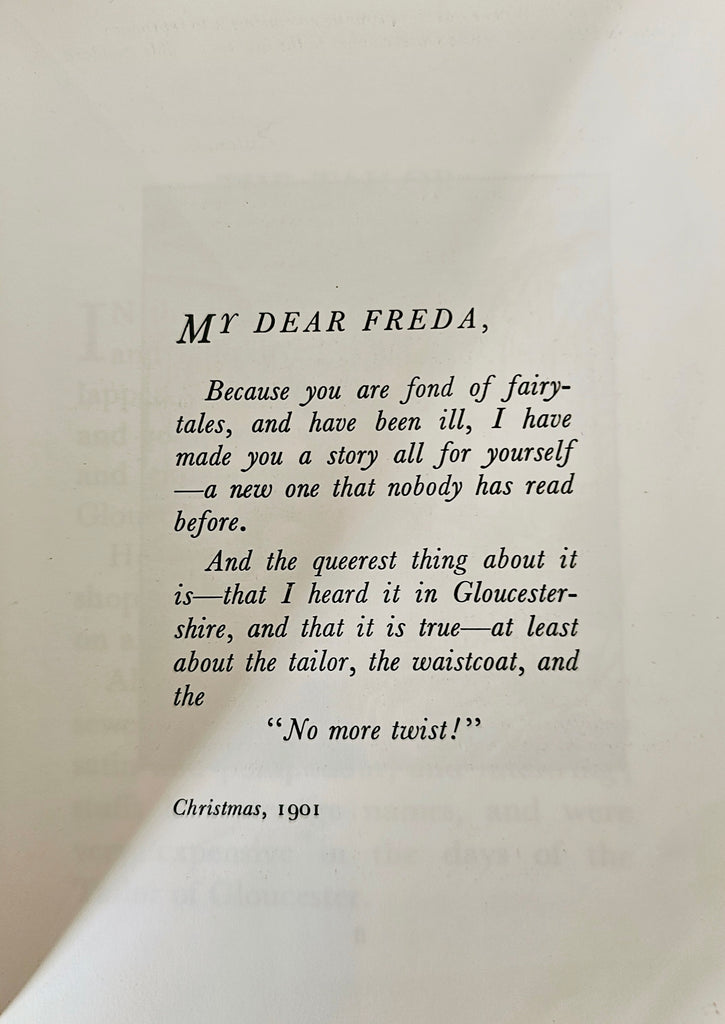 MY DEAR FREDA,
Because you are fond of fairy-
tales, and have been ill, I have
made you a story all for yourself
—a new one that nobody has read
before.
And the queerest thing about it
is—that I heard it in Gloucester-
shire, and that it is true—at least
about the tailor, the waistcoat, and
the
“No more twist!”
Christmas, 1901